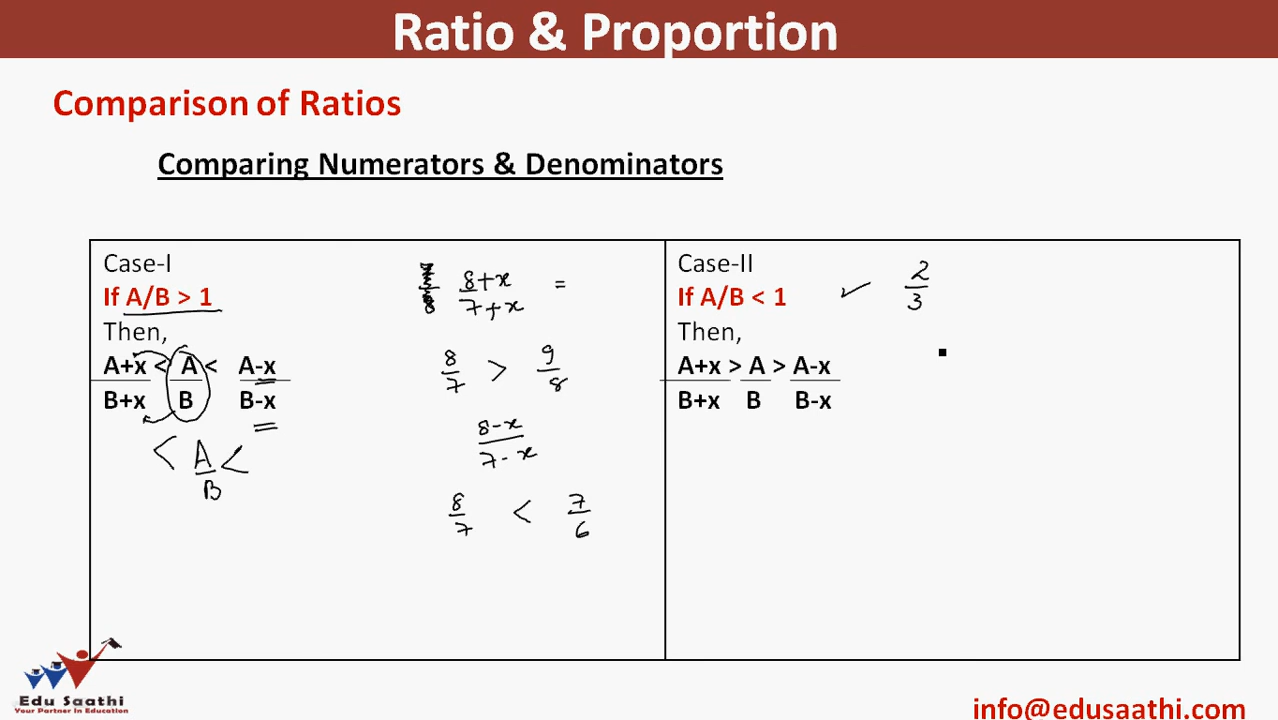 Ratio & Proportion
Comparison of Ratios
Comparing Numerators & Denominators
Case-I
If A/B > 1
Then,
A+x < A < A-x
B+x B B-x
< A <
B
8+x =
7+x
8 > 9
7 8
8-x
7-x
8 < 7
7 6
Case-II
If A/B < 1 ✓ 2
3
Then,
A+x > A > A-x
B+x B B-x
Edu Saathi
Your Partner In Education
info@edusaathi.com